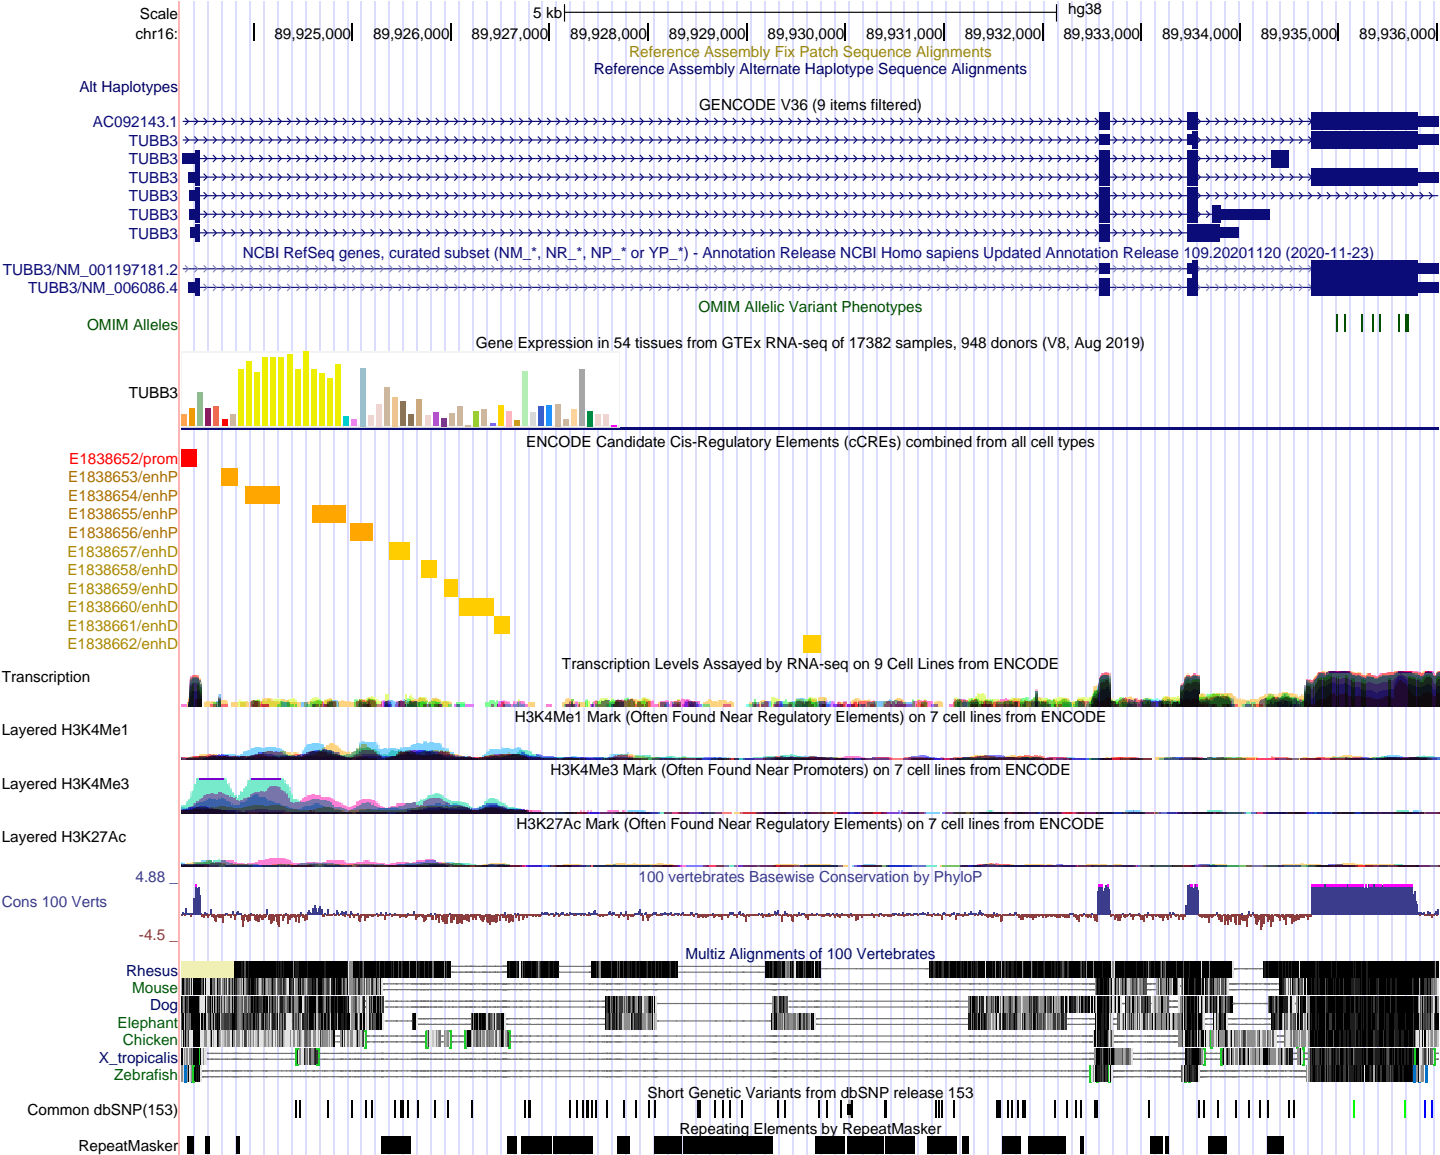 Scale 5 kb hg38
chr16: 89,925,000 89,926,000 89,927,000 89,928,000 89,929,000 89,930,000 89,931,000 89,932,000 89,933,000 89,934,000 89,935,000 89,936,000
Reference Assembly Fix Patch Sequence Alignments
Reference Assembly Alternate Haplotype Sequence Alignments
Alt Haplotypes
GENCODE V36 (9 items filtered)
AC092143.1
TUBB3
TUBB3
TUBB3
TUBB3
TUBB3
TUBB3
NCBI RefSeq genes, curated subset (NM_*, NR_*, NP_* or YP_*) - Annotation Release NCBI Homo sapiens Updated Annotation Release 109.20201120 (2020-11-23)
TUBB3/NM_001197181.2
TUBB3/NM_006086.4
OMIM Allelic Variant Phenotypes
OMIM Alleles
Gene Expression in 54 tissues from GTEx RNA-seq of 17382 samples, 948 donors (V8, Aug 2019)
TUBB3
ENCODE Candidate Cis-Regulatory Elements (cCREs) combined from all cell types
E1838652/prom
E1838653/enhP
E1838654/enhP
E1838655/enhP
E1838656/enhP
E1838657/enhD
E1838658/enhD
E1838659/enhD
E1838660/enhD
E1838661/enhD
E1838662/enhD
Transcription Levels Assayed by RNA-seq on 9 Cell Lines from ENCODE
Transcription
H3K4Me1 Mark (Often Found Near Regulatory Elements) on 7 cell lines from ENCODE
Layered H3K4Me1
H3K4Me3 Mark (Often Found Near Promoters) on 7 cell lines from ENCODE
Layered H3K4Me3
H3K27Ac Mark (Often Found Near Regulatory Elements) on 7 cell lines from ENCODE
Layered H3K27Ac
4.88 _ 100 vertebrates Basewise Conservation by PhyloP
Cons 100 Verts
-4.5 _
Multiz Alignments of 100 Vertebrates
Rhesus
Mouse
Dog
Elephant
Chicken
X_tropicalis
Zebrafish
Short Genetic Variants from dbSNP release 153
Common dbSNP(153)
Repeating Elements by RepeatMasker
RepeatMasker